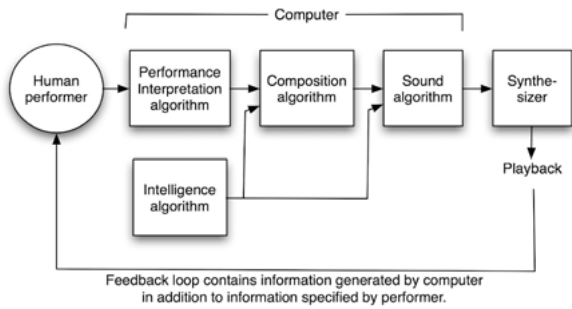 Computer
Human
performer
Performance
Interpretation
algorithm
Composition
algorithm
Sound
algorithm
Synthe-
sizer
Intelligence
algorithm
Playback
Feedback loop contains information generated by computer
in addition to information specified by performer.